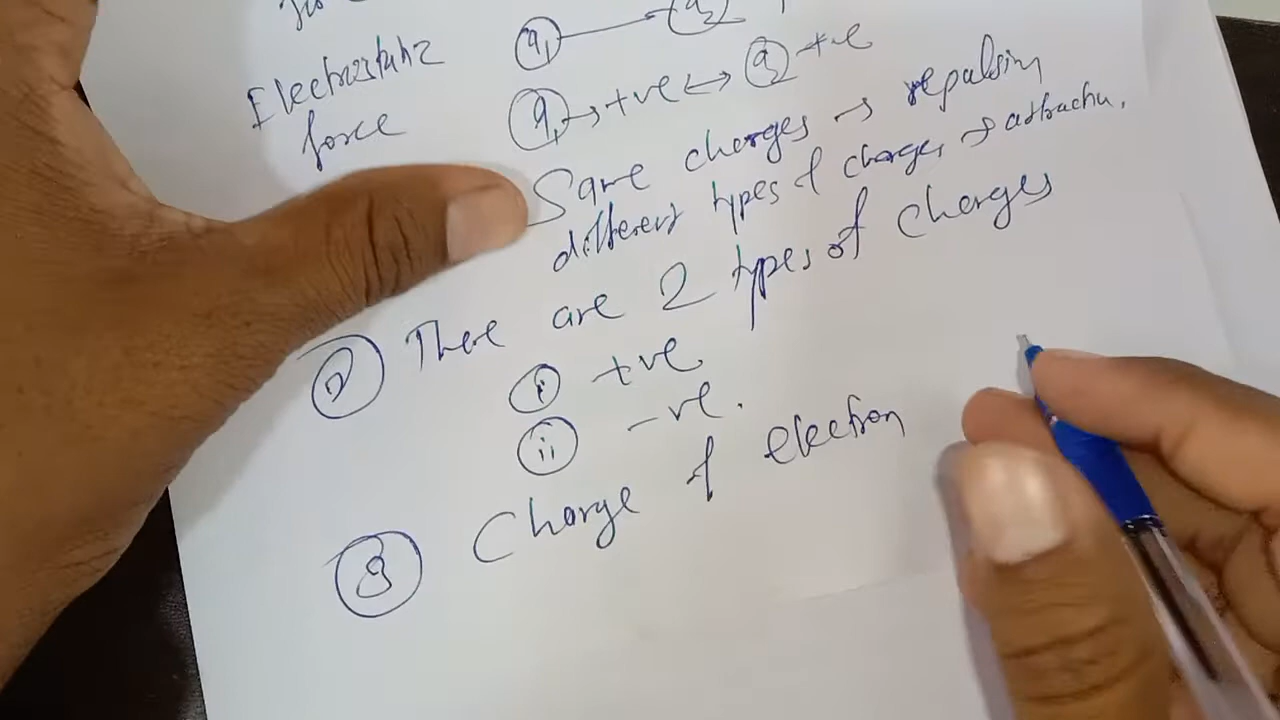 q1 q2
Electrostatic
force
q1 → +ve ↔ q2 +ve
Same charges → repulsion
different types of charges →
② There are 2 types of charges
i +ve.
ii -ve.
③ Charge of electron